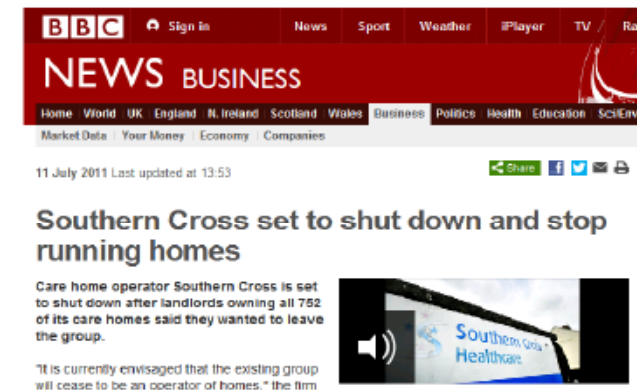 BBC Sign in News Sport Weather iPlayer TV
NEWS BUSINESS
Home World UK England N. Ireland Scotland Wales Business Politics Health Education Sci/Env
Market Data Your Money Economy Companies
11 July 2011 Last updated at 13:53
Share f
Southern Cross set to shut down and stop
running homes
Care home operator Southern Cross is set
to shut down after landlords owning all 752
of its care homes said they wanted to leave
the group.
Southern Cross
Healthcare
"It is currently envisaged that the existing group
will cease to be an operator of homes," the firm